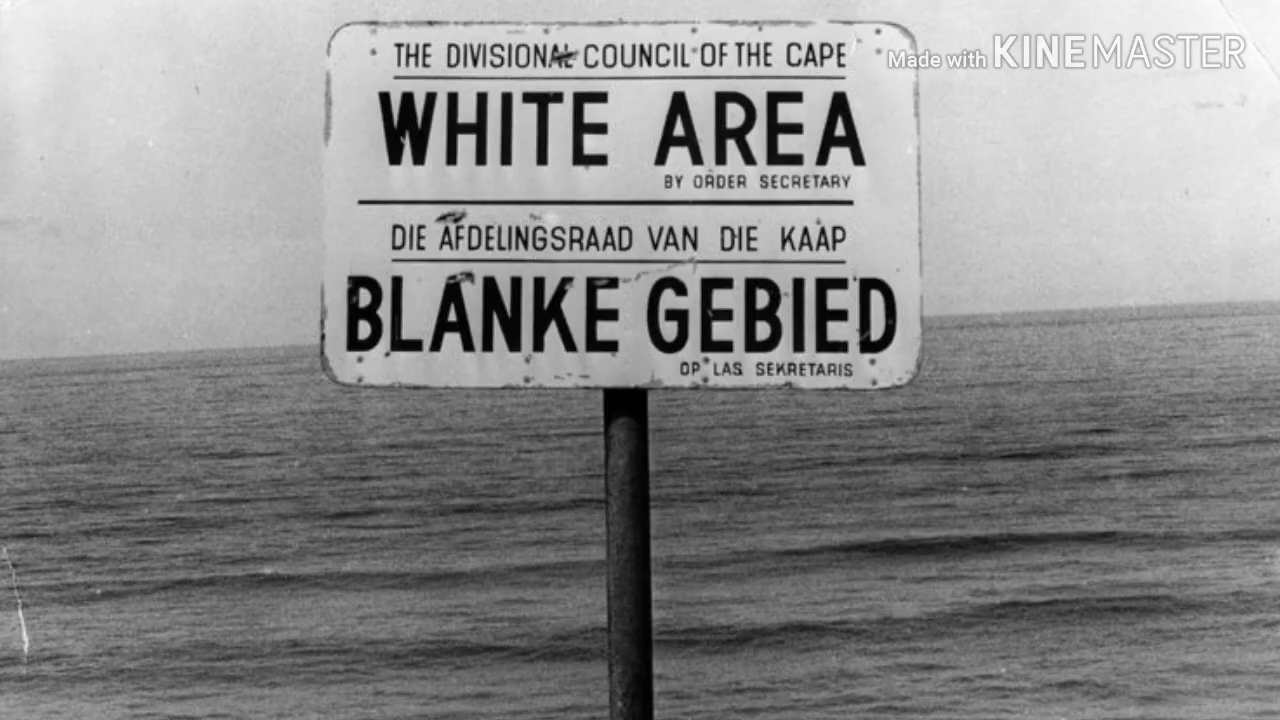 THE DIVISIONAL COUNCIL OF THE CAPE
WHITE AREA
BY ORDER SECRETARY
DIE AFDELINGSRAAD VAN DIE KAAP
BLANKE GEBIED
OP LAS SEKRETARIS
Made with KINEMASTER